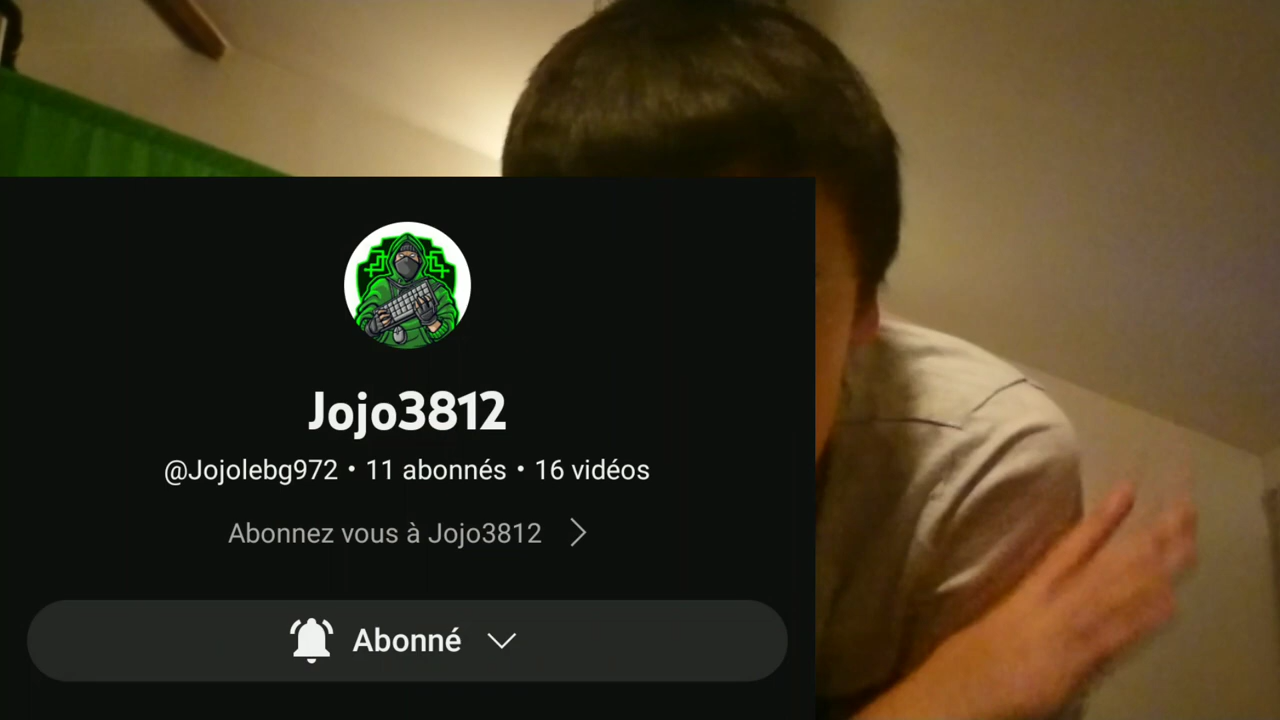 Jojo3812
@Jojolebg972 • 11 abonnés • 16 vidéos
Abonnez vous à Jojo3812
Abonné